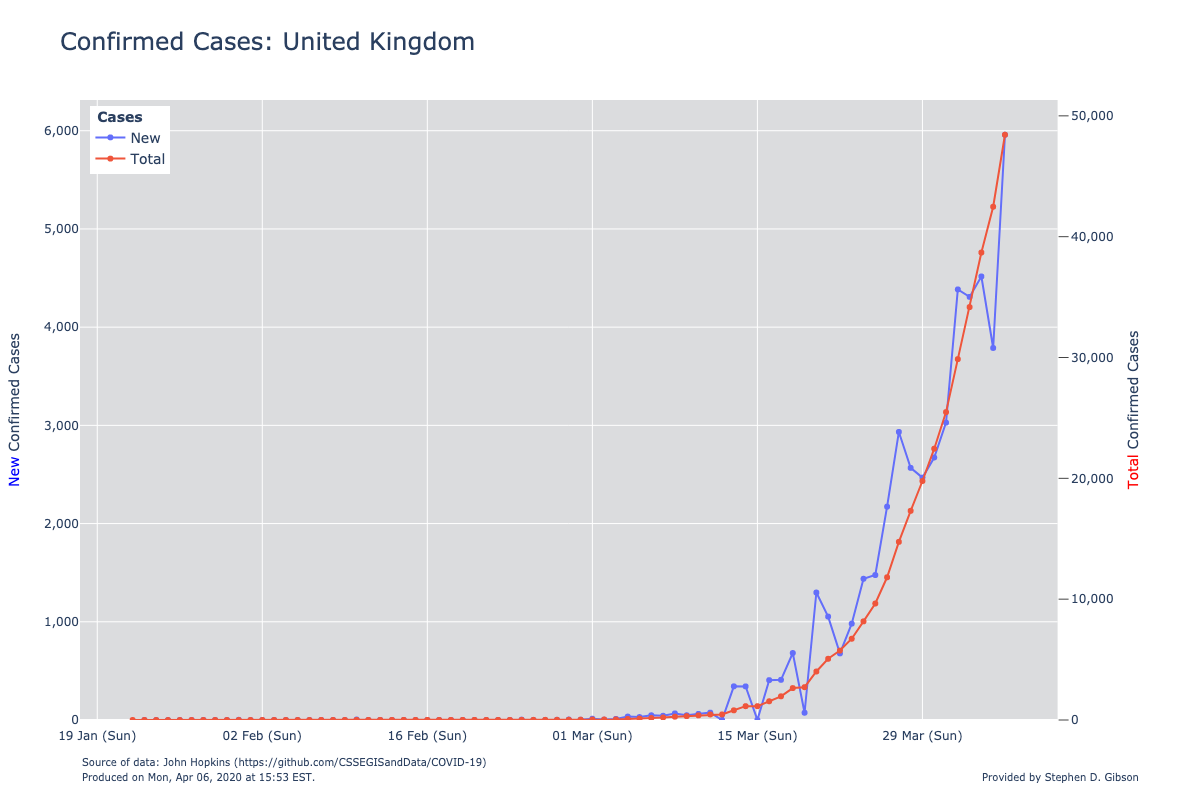 Confirmed Cases: United Kingdom
Cases
New
Total
6,000
5,000
4,000
3,000
2,000
1,000
0
50,000
40,000
30,000
20,000
10,000
0
New Confirmed Cases
Total Confirmed Cases
19 Jan (Sun)
02 Feb (Sun)
16 Feb (Sun)
01 Mar (Sun)
15 Mar (Sun)
29 Mar (Sun)
Source of data: John Hopkins (https://github.com/CSSEGISandData/COVID-19)
Produced on Mon, Apr 06, 2020 at 15:53 EST.
Provided by Stephen D. Gibson